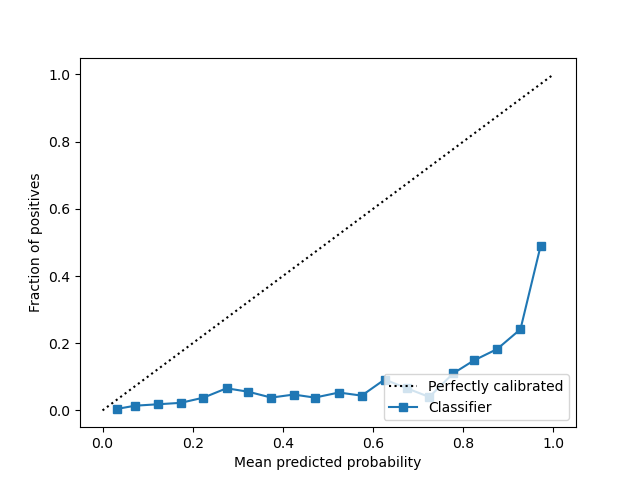 1.0
0.8
0.6
0.4
0.2
0.0
Fraction of positives
Perfectly calibrated
Classifier
0.0 0.2 0.4 0.6 0.8 1.0
Mean predicted probability